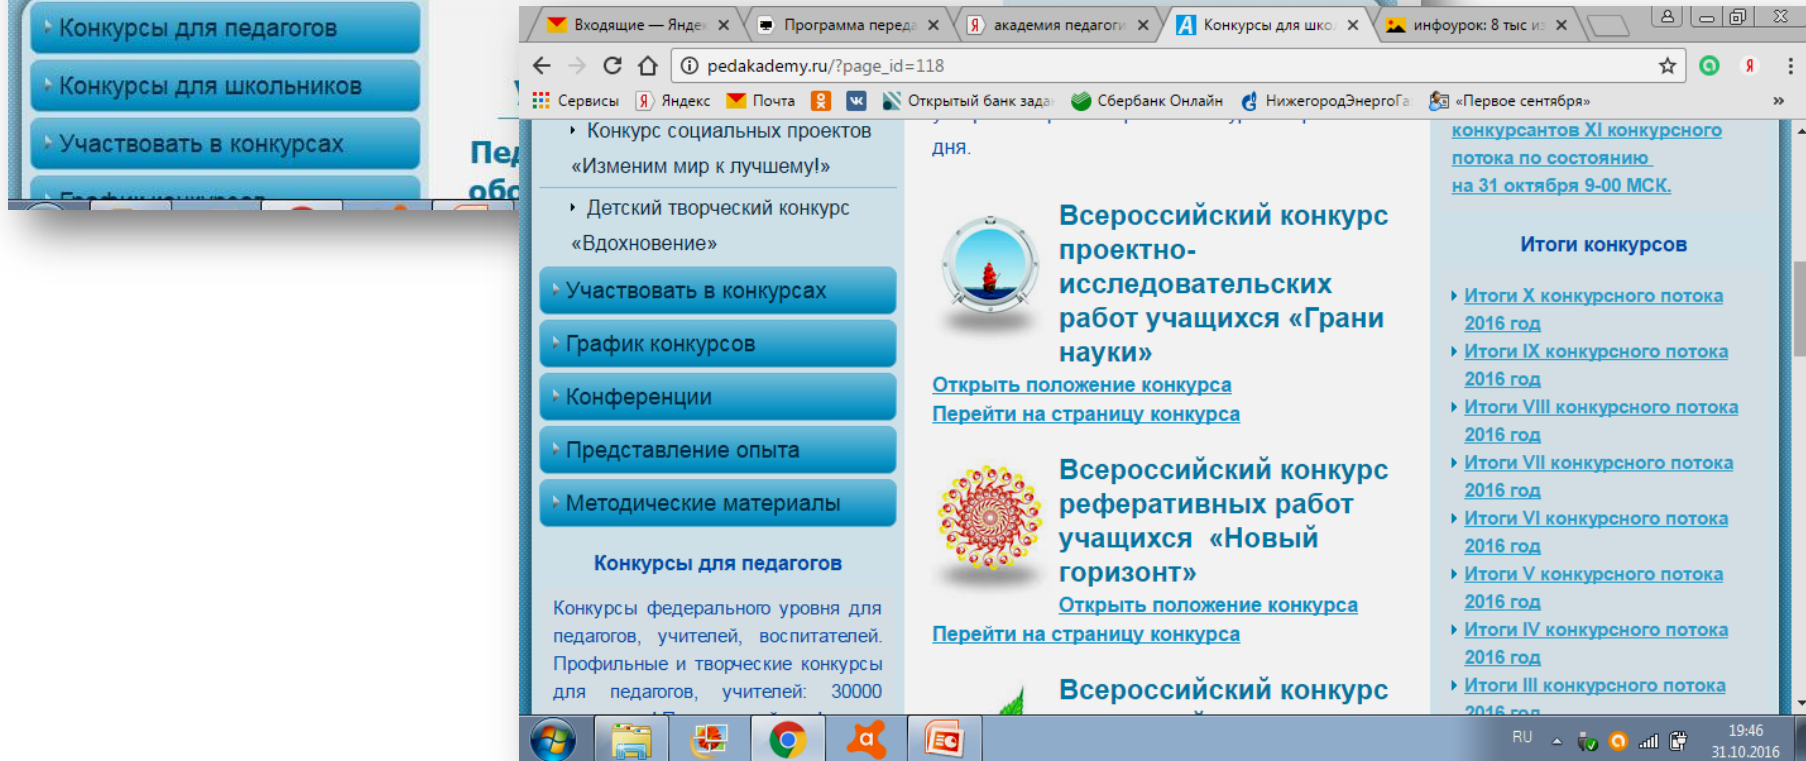 Конкурсы для педагогов
Конкурсы для школьников
Участвовать в конкурсах
Входящие — Яндек
Программа переда
академия педагоги
Конкурсы для шко
инфоурок: 8 тыс из
pedakademy.ru/?page_id=118
Сервисы
Яндекс
Почта
Открытый банк зада
Сбербанк Онлайн
НижегородЭнергоГа
«Первое сентября»
»
Конкурс социальных проектов
«Изменим мир к лучшему!»
Детский творческий конкурс
«Вдохновение»
Участвовать в конкурсах
График конкурсов
Конференции
Представление опыта
Методические материалы
Конкурсы для педагогов
Конкурсы федерального уровня для
педагогов, учителей, воспитателей.
Профильные и творческие конкурсы
для педагогов, учителей: 30000
дня.
Всероссийский конкурс
проектно-
исследовательских
работ учащихся «Грани
науки»
Открыть положение конкурса
Перейти на страницу конкурса
Всероссийский конкурс
реферативных работ
учащихся «Новый
горизонт»
Открыть положение конкурса
Перейти на страницу конкурса
Всероссийский конкурс
конкурсантов XI конкурсного
потока по состоянию
на 31 октября 9-00 МСК.
Итоги конкурсов
Итоги X конкурсного потока
2016 год
Итоги IX конкурсного потока
2016 год
Итоги VIII конкурсного потока
2016 год
Итоги VII конкурсного потока
2016 год
Итоги VI конкурсного потока
2016 год
Итоги V конкурсного потока
2016 год
Итоги IV конкурсного потока
2016 год
Итоги III конкурсного потока
2016 год
RU
19:46
31.10.2016